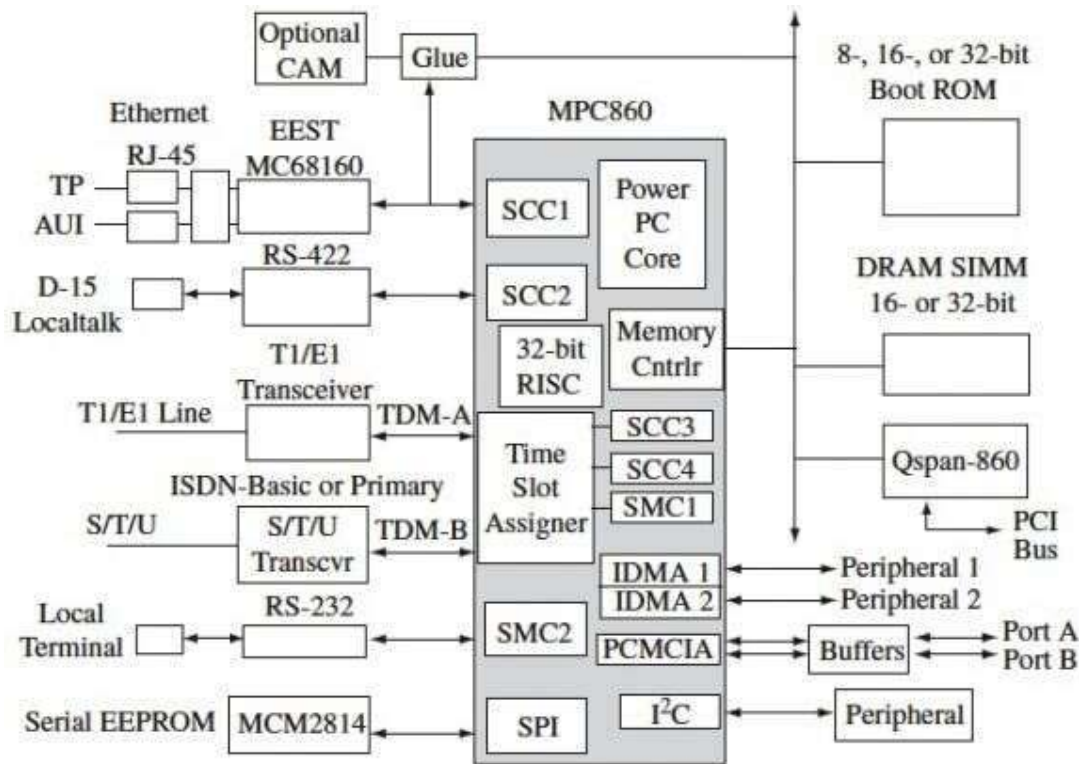 Optional
CAM
Glue
8-, 16-, or 32-bit
Boot ROM
MPC860
Ethernet
RJ-45
EEST
MC68160
TP
AUI
SCC1
Power
PC
Core
RS-422
D-15
Localtalk
SCC2
DRAM SIMM
16- or 32-bit
32-bit
RISC
Memory
Cntrlr
T1/E1
Transceiver
T1/E1 Line
TDM-A
Time
Slot
Assigner
SCC3
SCC4
SMC1
Qspan-860
PCI
Bus
ISDN-Basic or Primary
S/T/U
S/T/U
Transcvr
TDM-B
IDMA 1
IDMA 2
Peripheral 1
Peripheral 2
RS-232
Local
Terminal
SMC2
PCMCIA
Buffers
Port A
Port B
Serial EEPROM
MCM2814
SPI
I²C
Peripheral